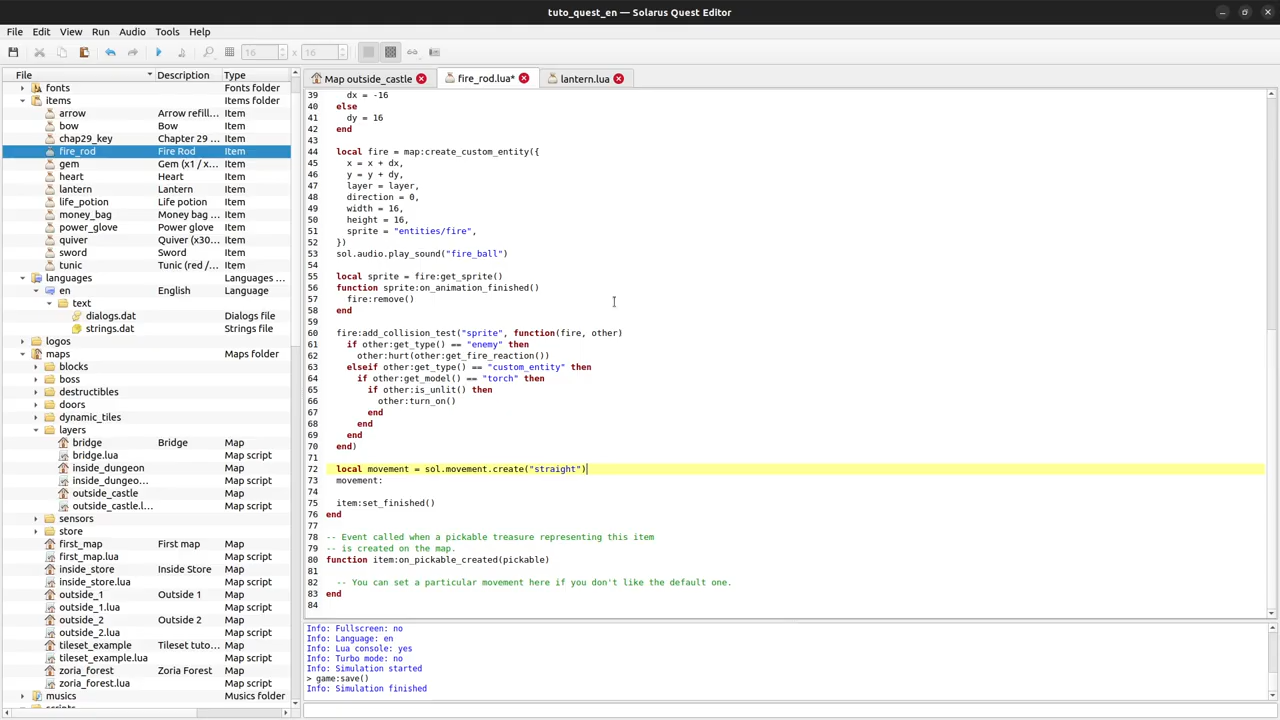 tuto_quest_en — Solarus Quest Editor
File Edit View Run Audio Tools Help
16 x 16
File Description Type
Map outside_castle fire_rod.lua* lantern.lua
fonts Fonts folder
items Items folder
arrow Arrow refill... Item
bow Bow Item
chap29_key Chapter 29 ... Item
fire_rod Fire Rod Item
gem Gem (x1 / x... Item
heart Heart Item
lantern Lantern Item
life_potion Life potion Item
money_bag Money bag ... Item
power_glove Power glove Item
quiver Quiver (x30... Item
sword Sword Item
tunic Tunic (red /... Item
languages Languages ...
en English Language
text
dialogs.dat Dialogs file
strings.dat Strings file
logos Logos folder
maps Maps folder
blocks Folder
boss Folder
destructibles Folder
doors Folder
dynamic_tiles Folder
layers Folder
bridge Bridge Map
bridge.lua Map script
inside_dungeon Map
inside_dungeo... Map script
outside_castle Map
outside_castle.l... Map script
sensors Folder
store Folder
first_map First map Map
first_map.lua Map script
inside_store Inside Store Map
inside_store.lua Map script
outside_1 Outside 1 Map
outside_1.lua Map script
outside_2 Outside 2 Map
outside_2.lua Map script
tileset_example Tileset tuto... Map
tileset_example.lua Map script
zoria_forest Zoria Forest Map
zoria_forest.lua Map script
musics Musics folder
39 dx = -16
40 else
41 dy = 16
42 end
43
44 local fire = map:create_custom_entity({
45 x = x + dx,
46 y = y + dy,
47 layer = layer,
48 direction = 0,
49 width = 16,
50 height = 16,
51 sprite = "entities/fire",
52 })
53 sol.audio.play_sound("fire_ball")
54
55 local sprite = fire:get_sprite()
56 function sprite:on_animation_finished()
57 fire:remove()
58 end
59
60 fire:add_collision_test("sprite", function(fire, other)
61 if other:get_type() == "enemy" then
62 other:hurt(other:get_fire_reaction())
63 elseif other:get_type() == "custom_entity" then
64 if other:get_model() == "torch" then
65 if other:is_unlit() then
66 other:turn_on()
67 end
68 end
69 end
70 end)
71
72 local movement = sol.movement.create("straight")
73 movement:
74
75 item:set_finished()
76 end
77
78 -- Event called when a pickable treasure representing this item
79 -- is created on the map.
80 function item:on_pickable_created(pickable)
81
82 -- You can set a particular movement here if you don't like the default one.
83 end
84
Info: Fullscreen: no
Info: Language: en
Info: Lua console: yes
Info: Turbo mode: no
Info: Simulation started
> game:save()
Info: Simulation finished